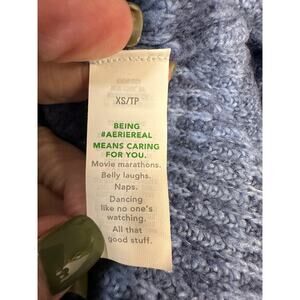 XS/TP
BEING
#AERIEREAL
MEANS CARING
FOR YOU.
Movie marathons.
Belly laughs.
Naps.
Dancing
like no one's
watching.
All that
good stuff.